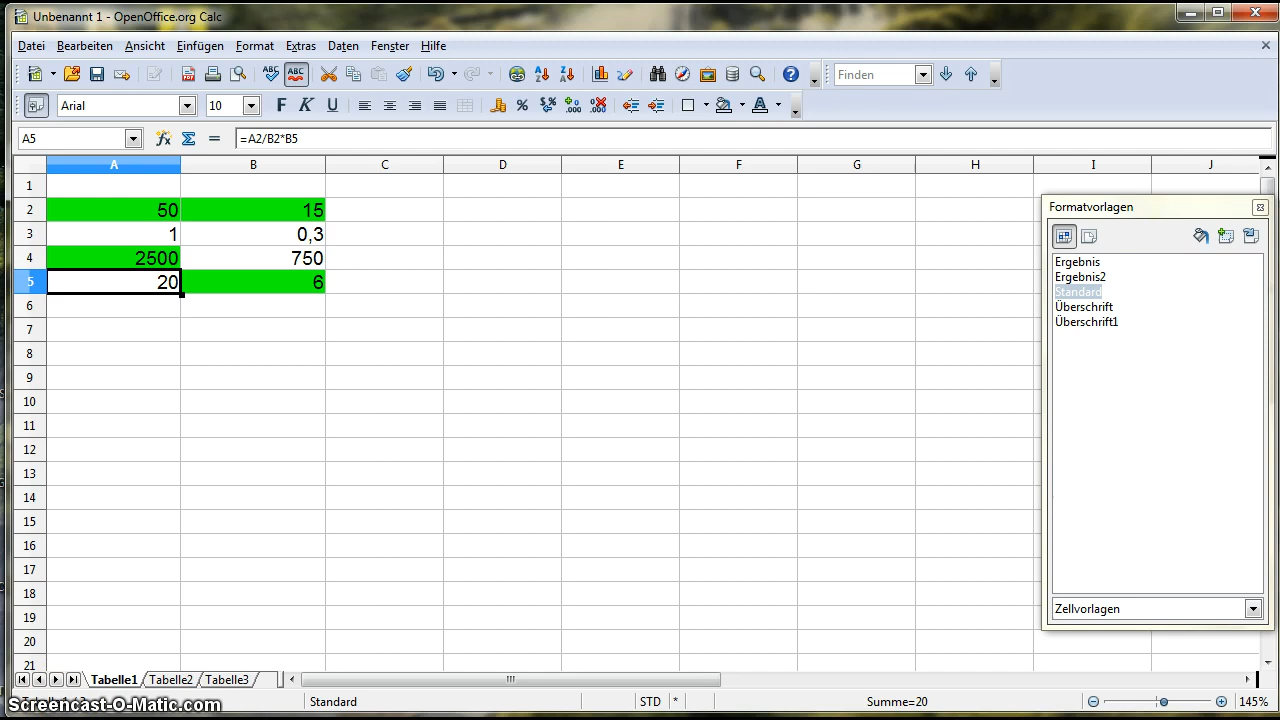 Unbenannt 1 - OpenOffice.org Calc
Datei Bearbeiten Ansicht Einfügen Format Extras Daten Fenster Hilfe
Finden
Arial 10
A5 =A2/B2*B5
A B C D E F G H I J
1
2 50 15
3 1 0,3
4 2500 750
5 20 6
6
7
8
9
10
11
12
13
14
15
16
17
18
19
20
21
Formatvorlagen
Ergebnis
Ergebnis2
Standard
Überschrift
Überschrift1
Zellvorlagen
Tabelle1 Tabelle2 Tabelle3
Standard STD * Summe=20 145%
Screencast-O-Matic.com